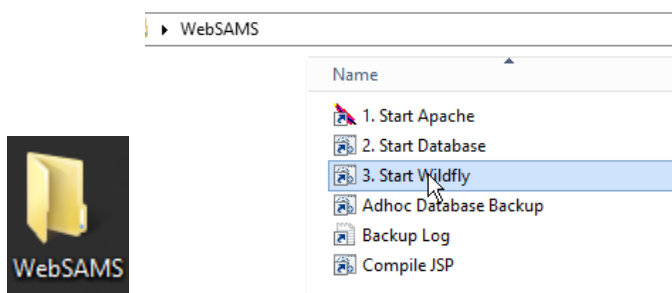 WebSAMS
Name
1. Start Apache
2. Start Database
3. Start Wildfly
Adhoc Database Backup
Backup Log
Compile JSP
WebSAMS